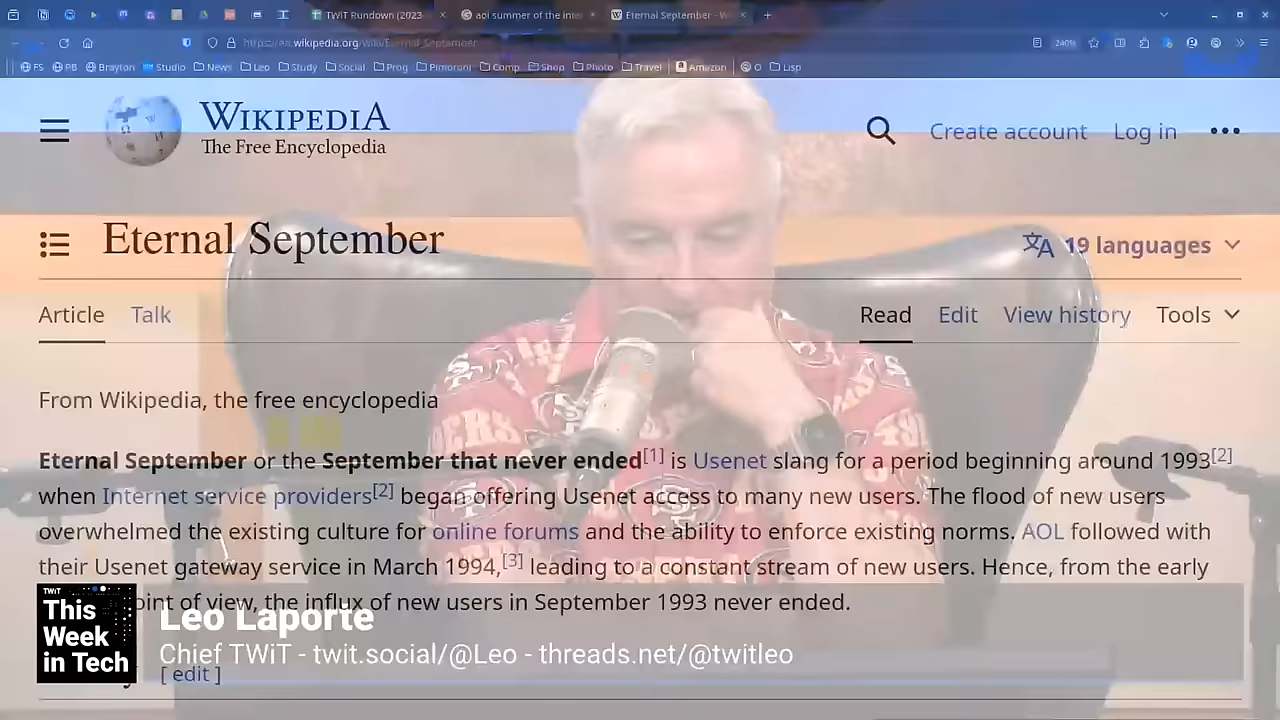 TWiT Rundown (2023-
aol summer of the inte
Eternal September - W
https://en.wikipedia.org/wiki/Eternal_September
240%
FS PB Brayton Studio News Leo Study Social Prog Pimoroni Comp Shop Photo Travel Amazon O Lisp
WIKIPEDIA
The Free Encyclopedia
Create account Log in
Eternal September
19 languages
Article Talk Read Edit View history Tools
From Wikipedia, the free encyclopedia
Eternal September or the September that never ended[1] is Usenet slang for a period beginning around 1993[2]
when Internet service providers[2] began offering Usenet access to many new users. The flood of new users
overwhelmed the existing culture for online forums and the ability to enforce existing norms. AOL followed with
their Usenet gateway service in March 1994,[3] leading to a constant stream of new users. Hence, from the early
oint of view, the influx of new users in September 1993 never ended.
TWiT
This
Week
in Tech
Leo Laporte
Chief TWiT - twit.social/@Leo - threads.net/@twitleo
[ edit ]